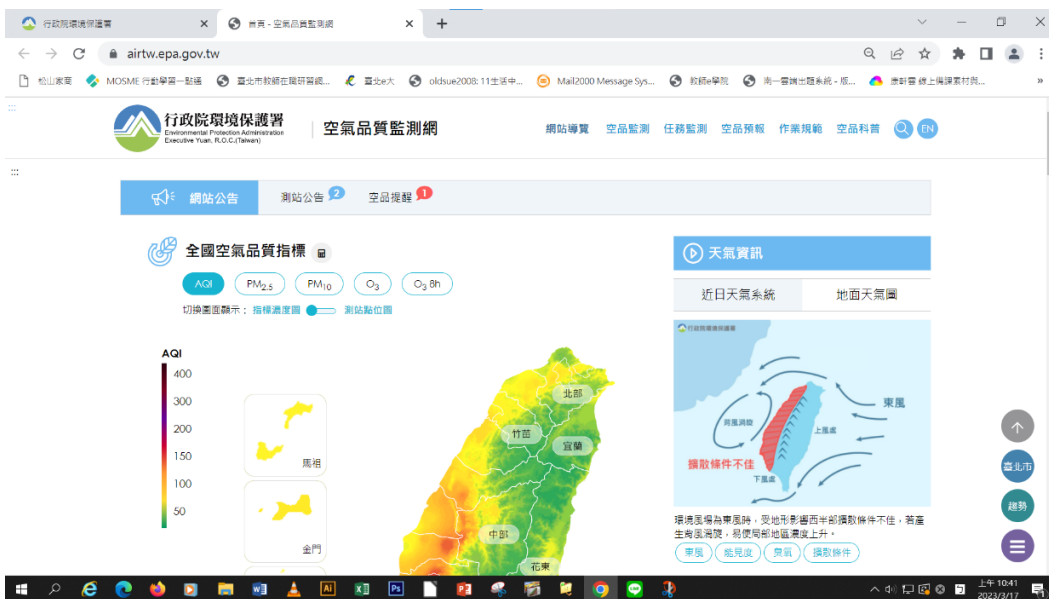 行政院環境保護署
首頁 - 空氣品質監測網
airtw.epa.gov.tw
松山家商
MOSME 行動學習一點通
臺北市教師在職研習網...
臺北e大
oldsue2008: 11生活中...
Mail2000 Message Sys...
教師e學院
南一雲端出題系統 - 版...
康軒雲 線上備課素材與...
行政院環境保護署
Environmental Protection Administration
Executive Yuan, R.O.C.(Taiwan)
空氣品質監測網
網站導覽 空品監測 任務監測 空品預報 作業規範 空品科普 EN
網站公告 測站公告 2 空品提醒 1
全國空氣品質指標
AQI PM2.5 PM10 O3 O3 8h
切換圖面顯示： 指標濃度圖 測站點位圖
AQI
400
300
200
150
100
50
馬祖
金門
北部
竹苗
宜蘭
中部
花東
天氣資訊
近日天氣系統 地面天氣圖
行政院環境保護署
東風
背風渦旋
上風處
擴散條件不佳
下風處
環境風場為東風時，受地形影響西半部擴散條件不佳，若產
生背風渦旋，易使局部地區濃度上升。
東風 能見度 臭氧 擴散條件
臺北市
趨勢
上午 10:41
2023/3/17